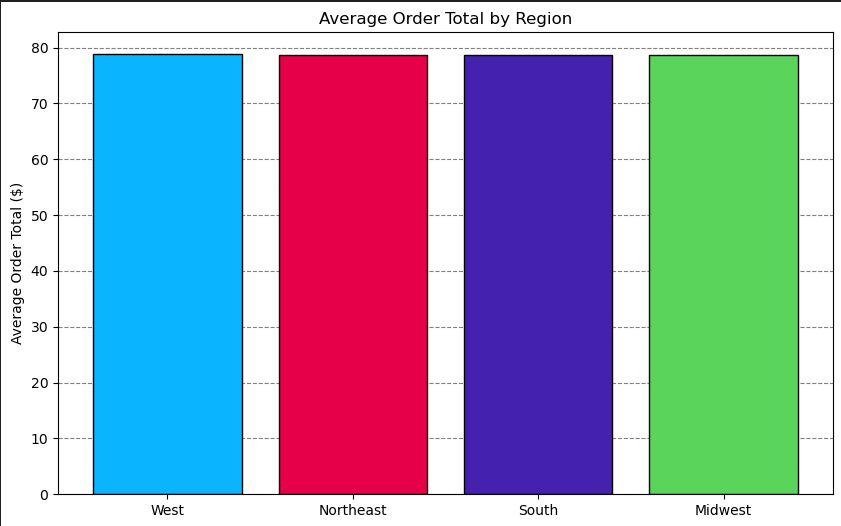 Average Order Total by Region
Average Order Total ($)
80
70
60
50
40
30
20
10
0
West
Northeast
South
Midwest